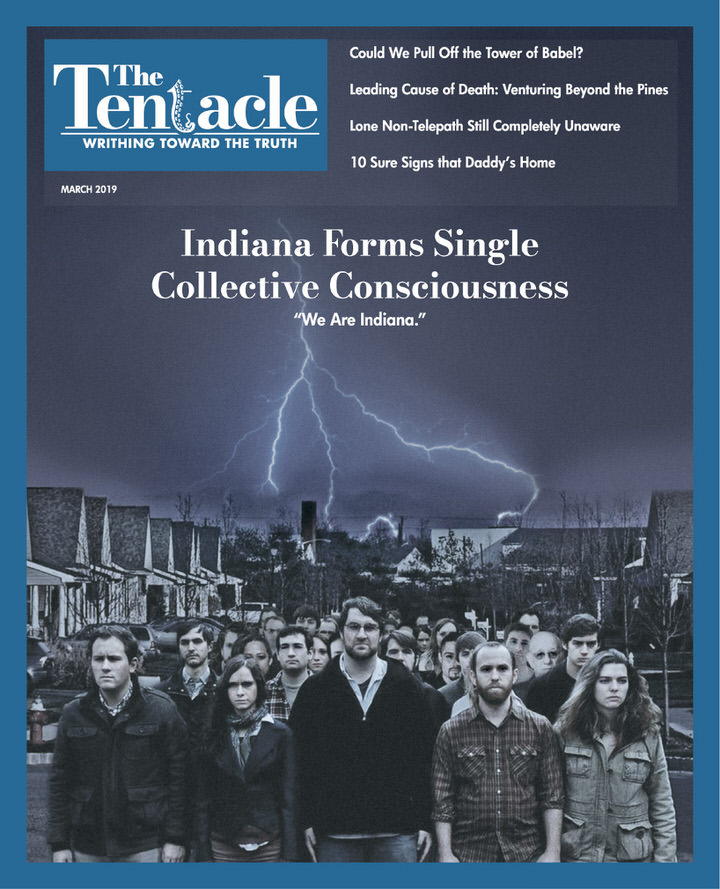 The
Tentacle
WRITHING TOWARD THE TRUTH
MARCH 2019
Could We Pull Off the Tower of Babel?
Leading Cause of Death: Venturing Beyond the Pines
Lone Non-Telepath Still Completely Unaware
10 Sure Signs that Daddy's Home
Indiana Forms Single
Collective Consciousness
“We Are Indiana.”